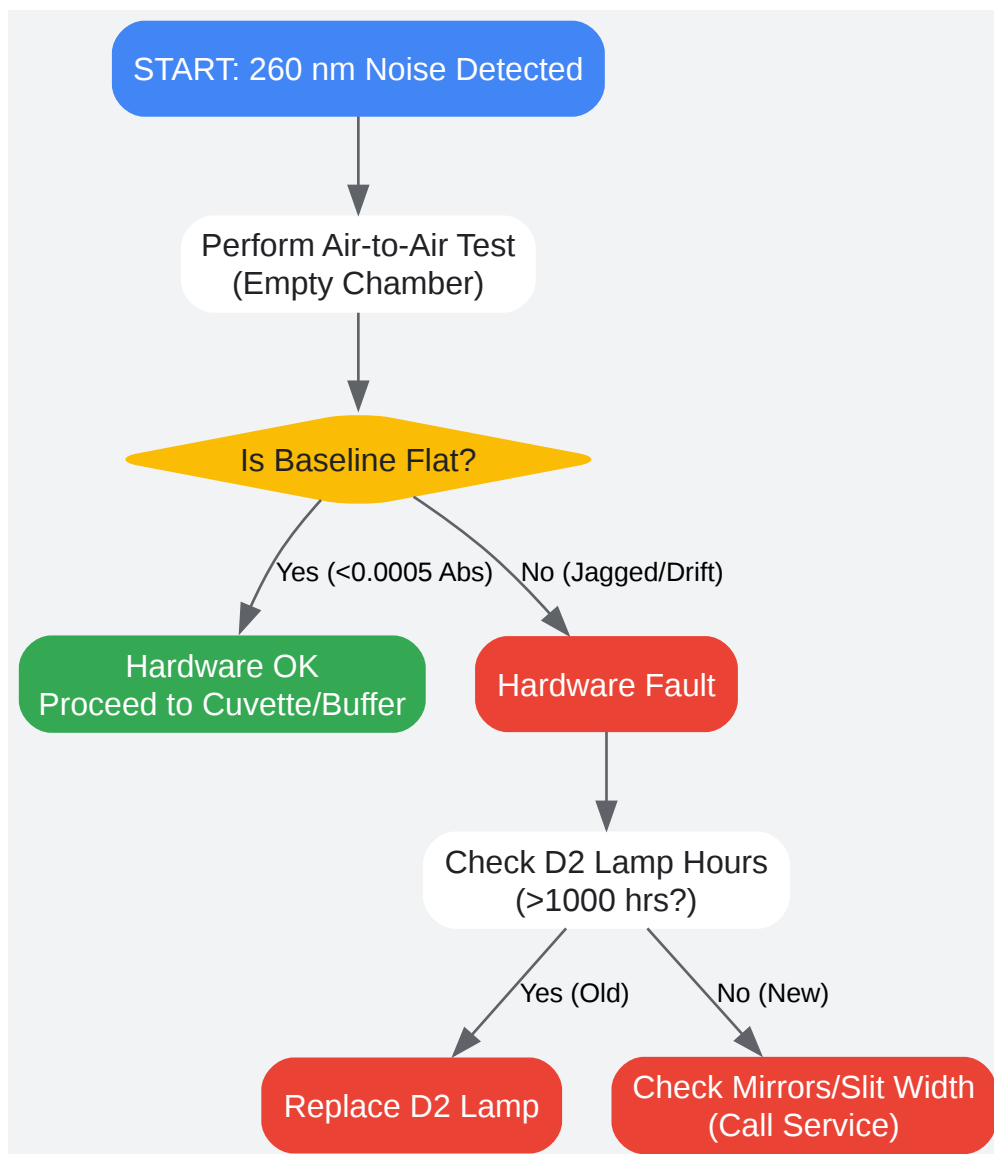 START: 260 nm Noise Detected
Perform Air-to-Air Test
(Empty Chamber)
Is Baseline Flat?
Yes (<0.0005 Abs)
No (Jagged/Drift)
Hardware OK
Proceed to Cuvette/Buffer
Hardware Fault
Check D2 Lamp Hours
(>1000 hrs?)
Yes (Old)
No (New)
Replace D2 Lamp
Check Mirrors/Slit Width
(Call Service)